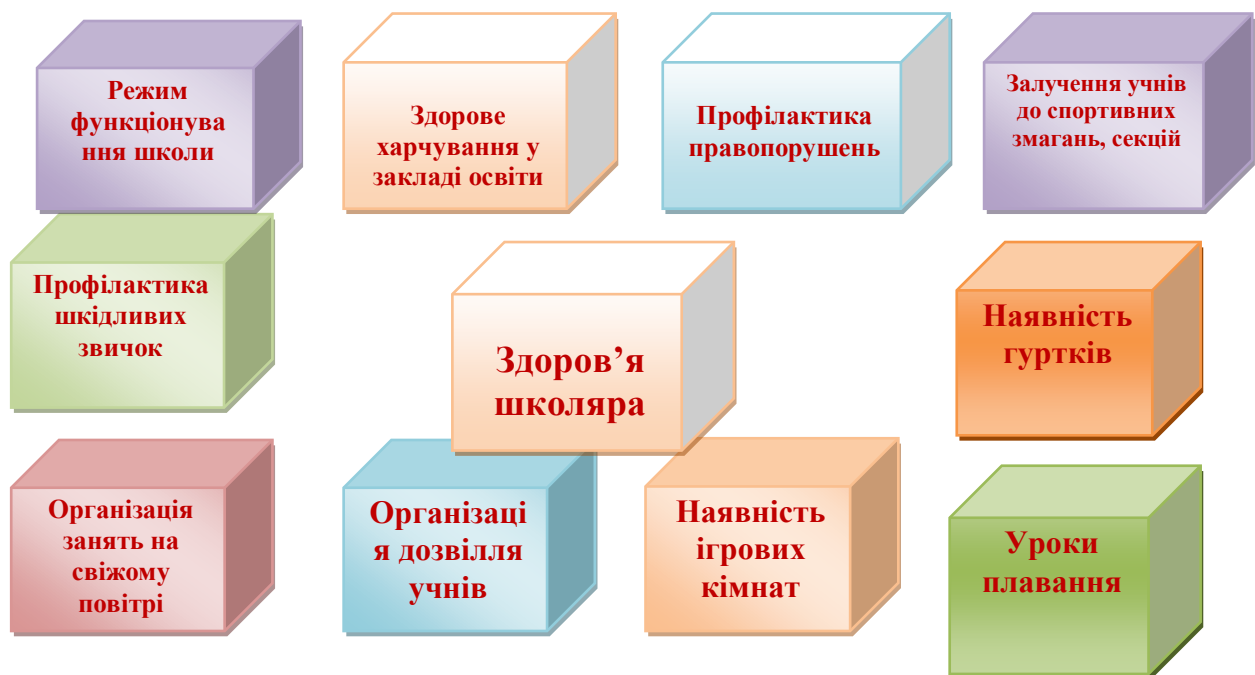 Режим
функціонува
ння школи
Здорове
харчування у
закладі освіти
Профілактика
правопорушень
Залучення учнів
до спортивних
змагань, секцій
Профілактика
шкідливих
звичок
Здоров’я
школяра
Наявність
гуртків
Організація
занять на
свіжому
повітрі
Організаці
я дозвілля
учнів
Наявність
ігрових
кімнат
Уроки
плавання